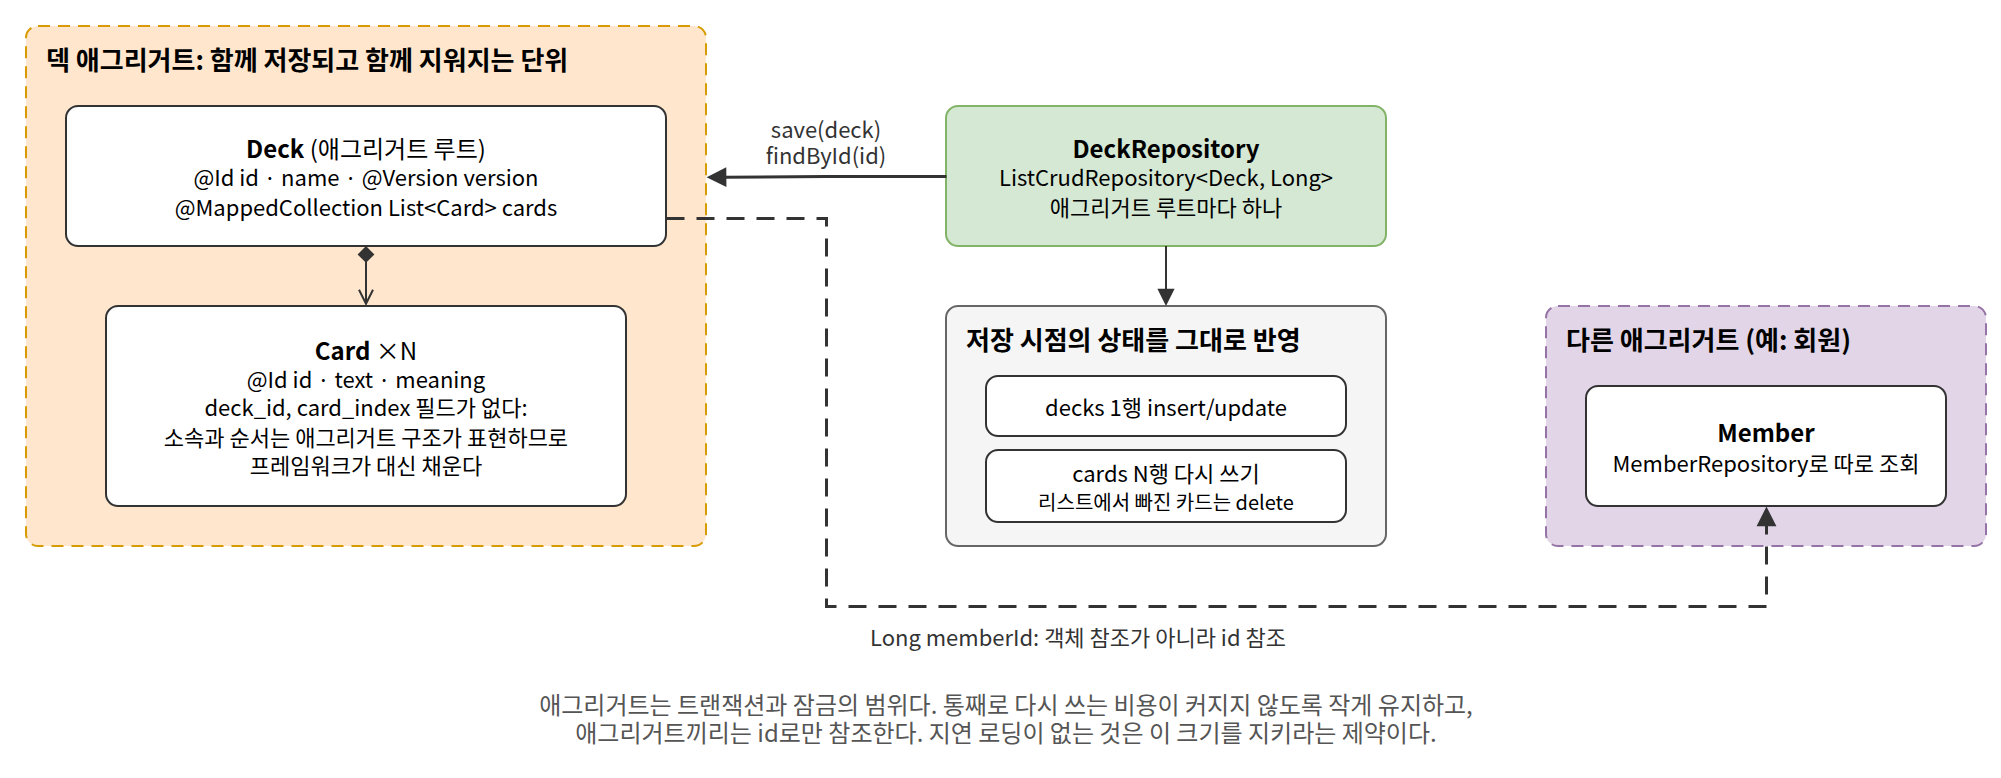 덱 애그리거트: 함께 저장되고 함께 지워지는 단위
Deck (애그리거트 루트)
@Id id · name · @Version version
@MappedCollection List<Card> cards
Card ×N
@Id id · text · meaning
deck_id, card_index 필드가 없다:
소속과 순서는 애그리거트 구조가 표현하므로
프레임워크가 대신 채운다
save(deck)
findById(id)
DeckRepository
ListCrudRepository<Deck, Long>
애그리거트 루트마다 하나
저장 시점의 상태를 그대로 반영
decks 1행 insert/update
cards N행 다시 쓰기
리스트에서 빠진 카드는 delete
다른 애그리거트 (예: 회원)
Member
MemberRepository로 따로 조회
Long memberId: 객체 참조가 아니라 id 참조
애그리거트는 트랜잭션과 잠금의 범위다. 통째로 다시 쓰는 비용이 커지지 않도록 작게 유지하고,
애그리거트끼리는 id로만 참조한다. 지연 로딩이 없는 것은 이 크기를 지키라는 제약이다.